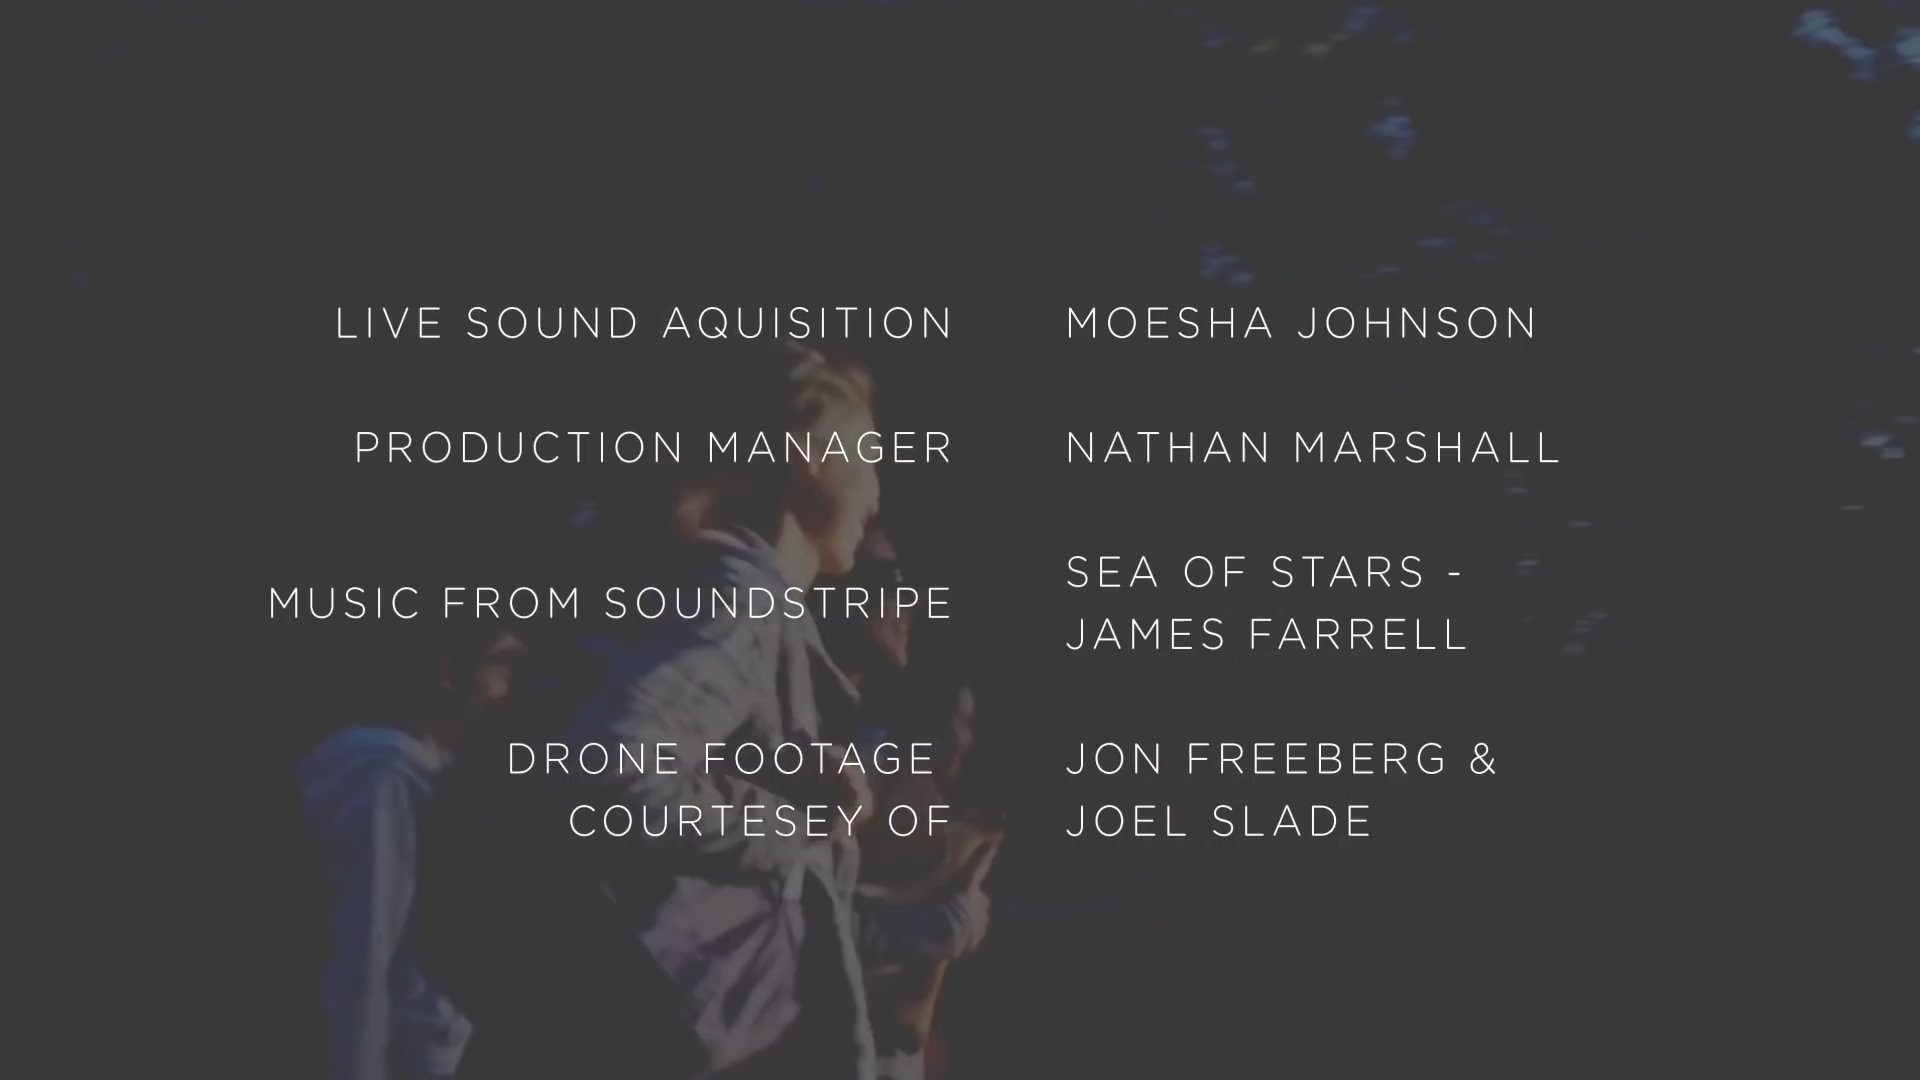 LIVE SOUND AQUISITION MOESHA JOHNSON
PRODUCTION MANAGER NATHAN MARSHALL
MUSIC FROM SOUNDSTRIPE
SEA OF STARS -
JAMES FARRELL
DRONE FOOTAGE
COURTESEY OF
JON FREEBERG &
JOEL SLADE